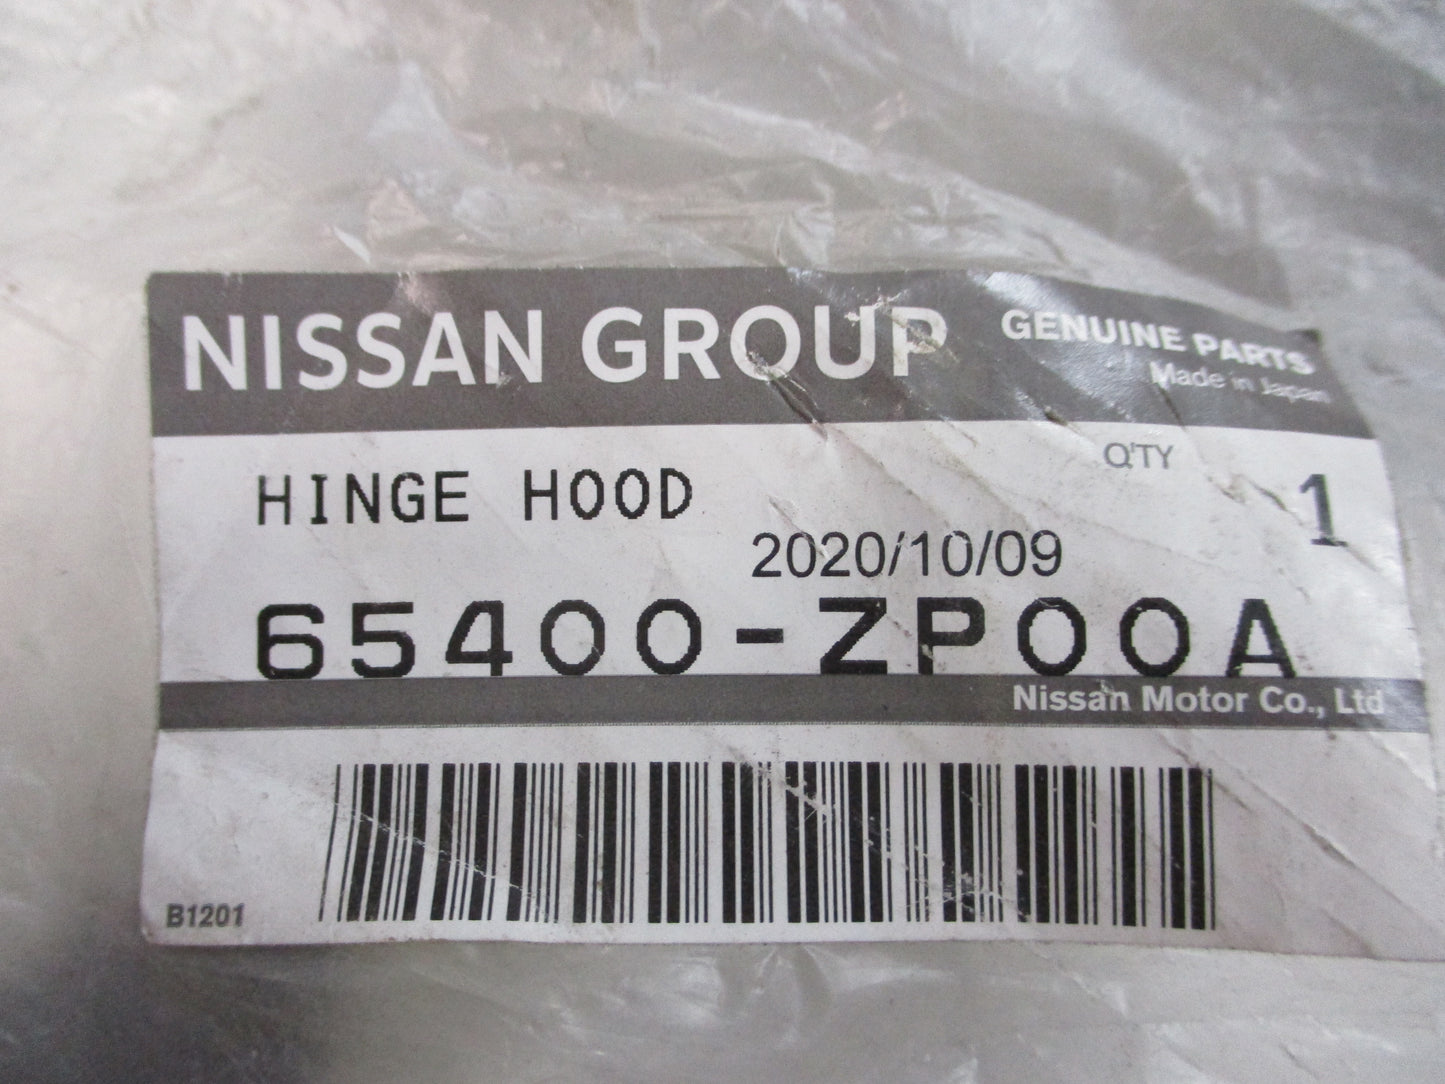 NISSAN GROUP
GENUINE PARTS
Made in Japan
Q'TY
HINGE HOOD
1
2020/10/09
65400-ZP00A
Nissan Motor Co., Ltd
B1201